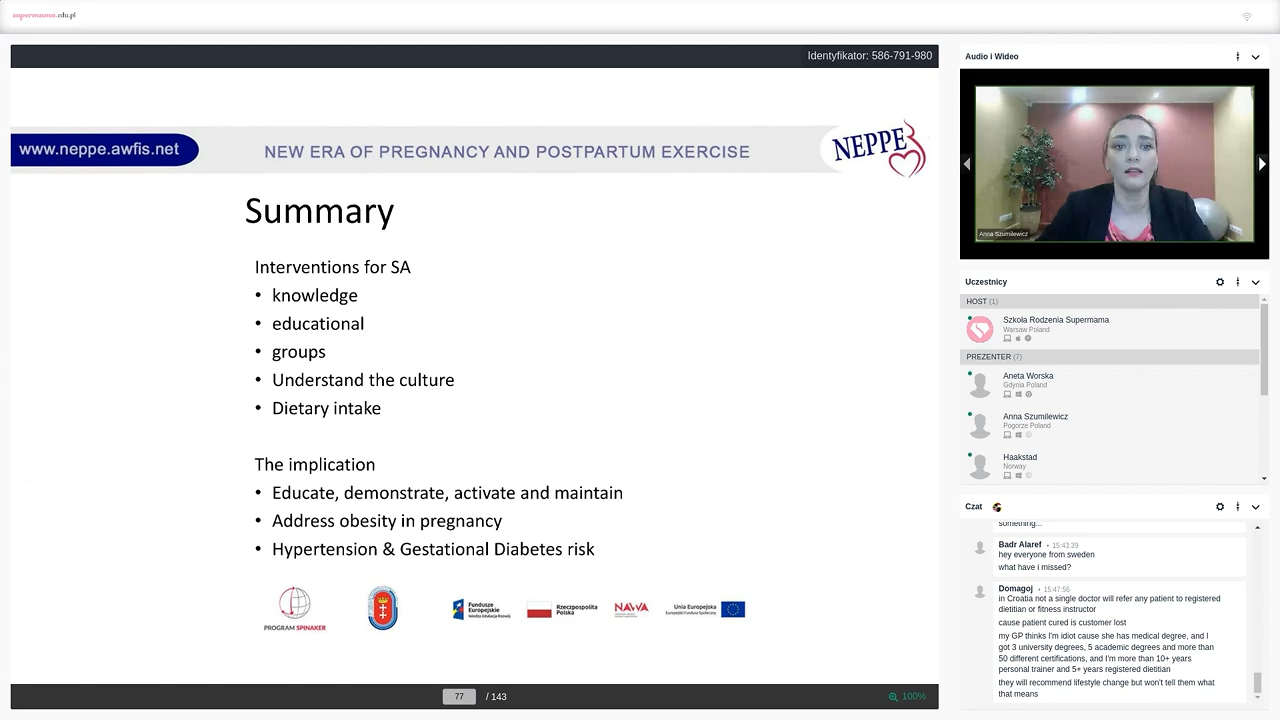 supermama.edu.pl
Identyfikator: 586-791-980
www.neppe.awfis.net
NEW ERA OF PREGNANCY AND POSTPARTUM EXERCISE
NEPPE
Summary
Interventions for SA
• knowledge
• educational
• groups
• Understand the culture
• Dietary intake
The implication
• Educate, demonstrate, activate and maintain
• Address obesity in pregnancy
• Hypertension & Gestational Diabetes risk
PROGRAM SPINAKER
Fundusze
Europejskie
Wiedza Edukacja Rozwój
Rzeczpospolita
Polska
NAWA
Unia Europejska
Europejski Fundusz Społeczny
77 / 143
100%
Audio i Wideo
Anna Szumilewicz
Uczestnicy
HOST (1)
Szkoła Rodzenia Supermama
Warsaw Poland
PREZENTER (7)
Aneta Worska
Gdynia Poland
Anna Szumilewicz
Pogorze Poland
Haakstad
Norway
Czat
something...
Badr Alaref • 15:43:39
hey everyone from sweden
what have i missed?
Domagoj • 15:47:56
in Croatia not a single doctor will refer any patient to registered
dietitian or fitness instructor
cause patient cured is customer lost
my GP thinks I'm idiot cause she has medical degree, and I
got 3 university degrees, 5 academic degrees and more than
50 different certifications, and I'm more than 10+ years
personal trainer and 5+ years registered dietitian
they will recommend lifestyle change but won't tell them what
that means